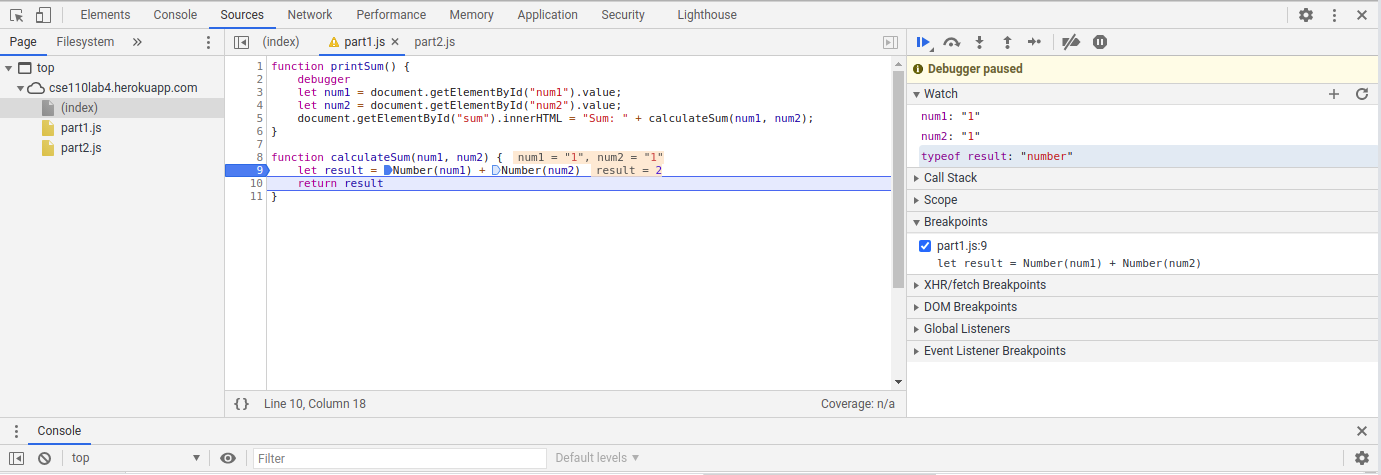 Elements Console Sources Network Performance Memory Application Security Lighthouse
Page Filesystem »
top
cse110lab4.herokuapp.com
(index)
part1.js
part2.js
(index) part1.js part2.js
1 function printSum() {
2 debugger
3 let num1 = document.getElementById("num1").value;
4 let num2 = document.getElementById("num2").value;
5 document.getElementById("sum").innerHTML = "Sum: " + calculateSum(num1, num2);
6 }
7
8 function calculateSum(num1, num2) { num1 = "1", num2 = "1"
9 let result = Number(num1) + Number(num2) result = 2
10 return result
11 }
{} Line 10, Column 18 Coverage: n/a
Debugger paused
Watch
num1: "1"
num2: "1"
typeof result: "number"
Call Stack
Scope
Breakpoints
part1.js:9
let result = Number(num1) + Number(num2)
XHR/fetch Breakpoints
DOM Breakpoints
Global Listeners
Event Listener Breakpoints
Console
top Filter Default levels